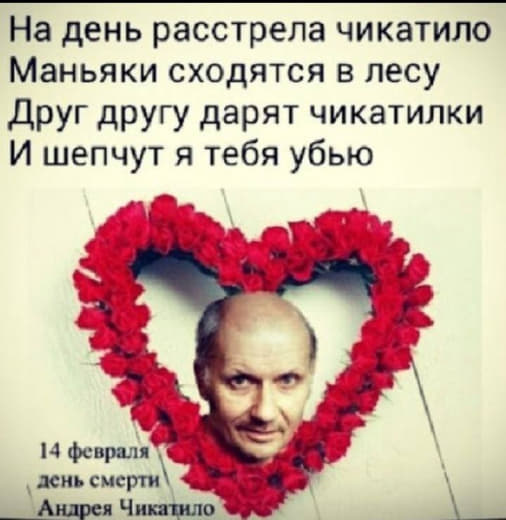 На день расстрела чикатило
Маньяки сходятся в лесу
Друг другу дарят чикатилки
И шепчут я тебя убью
14 февраля
день смерти
Андрея Чикатило